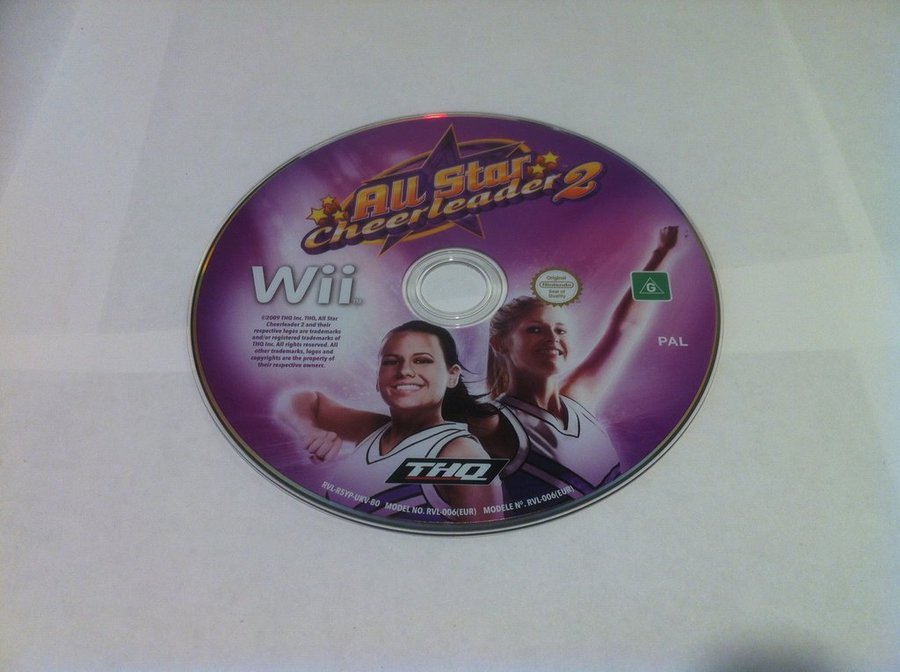 All Star
Cheerleader 2
Wii™
©2009 THQ Inc. THQ, All Star
Cheerleader 2 and their
respective logos are trademarks
and/or registered trademarks of
THQ Inc. All rights reserved. All
other trademarks, logos and
copyrights are the property of
their respective owners.
Original
Nintendo
Seal of
Quality
G
PAL
THQ
RVL-R5YP-UKV-B0 MODEL NO. RVL-006(EUR) MODELE Nº. RVL-006(EUR)